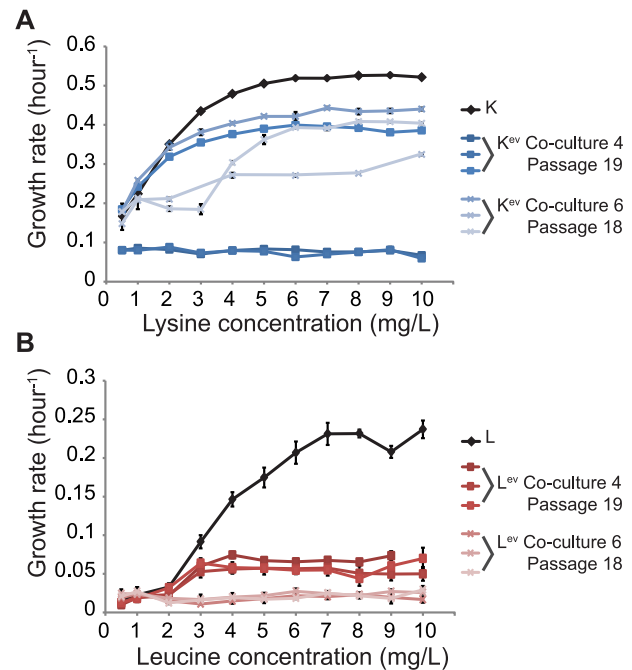 A
Growth rate (hour⁻¹)
0.6
0.5
0.4
0.3
0.2
0.1
0
1 2 3 4 5 6 7 8 9 10
Lysine concentration (mg/L)
K
Kᵉᵛ Co-culture 4
Passage 19
Kᵉᵛ Co-culture 6
Passage 18
B
Growth rate (hour⁻¹)
0.3
0.25
0.2
0.15
0.1
0.05
0
0 1 2 3 4 5 6 7 8 9 10
Leucine concentration (mg/L)
L
Lᵉᵛ Co-culture 4
Passage 19
Lᵉᵛ Co-culture 6
Passage 18